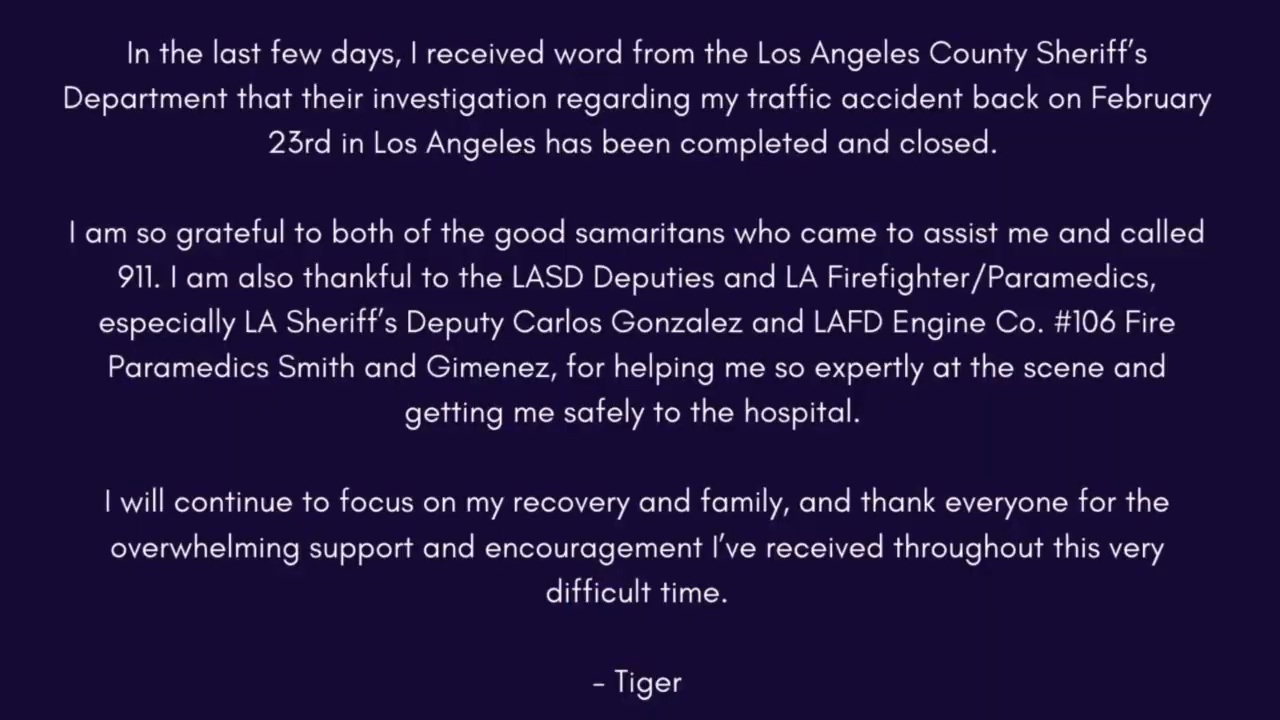 In the last few days, I received word from the Los Angeles County Sheriff's
Department that their investigation regarding my traffic accident back on February
23rd in Los Angeles has been completed and closed.
I am so grateful to both of the good samaritans who came to assist me and called
911. I am also thankful to the LASD Deputies and LA Firefighter/Paramedics,
especially LA Sheriff's Deputy Carlos Gonzalez and LAFD Engine Co. #106 Fire
Paramedics Smith and Gimenez, for helping me so expertly at the scene and
getting me safely to the hospital.
I will continue to focus on my recovery and family, and thank everyone for the
overwhelming support and encouragement I've received throughout this very
difficult time.
- Tiger